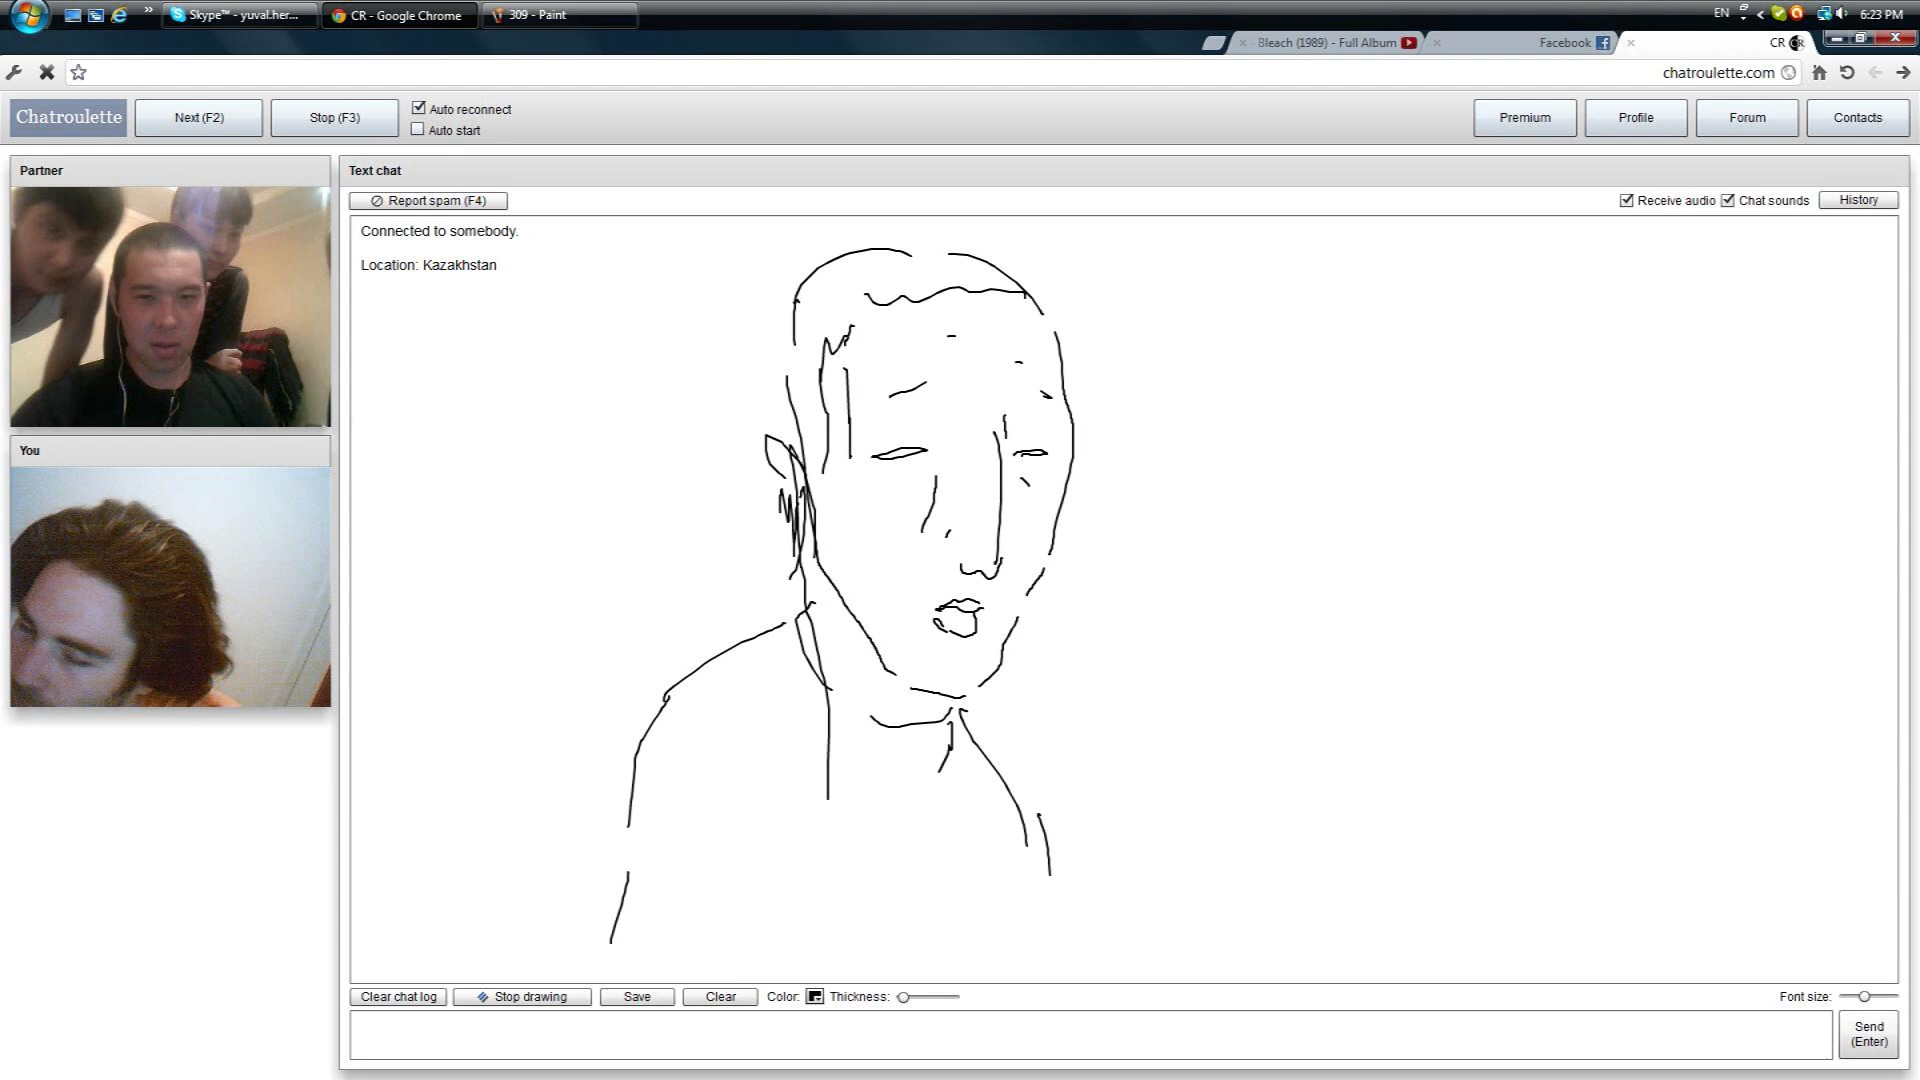 Skype™ - yuval.her...
CR - Google Chrome
309 - Paint
EN
6:23 PM
Bleach (1989) - Full Album
Facebook
CR
chatroulette.com
Chatroulette
Next (F2)
Stop (F3)
Auto reconnect
Auto start
Premium
Profile
Forum
Contacts
Partner
Text chat
Report spam (F4)
Receive audio
Chat sounds
History
Connected to somebody.
Location: Kazakhstan
You
Clear chat log
Stop drawing
Save
Clear
Color:
Thickness:
Font size:
Send
(Enter)